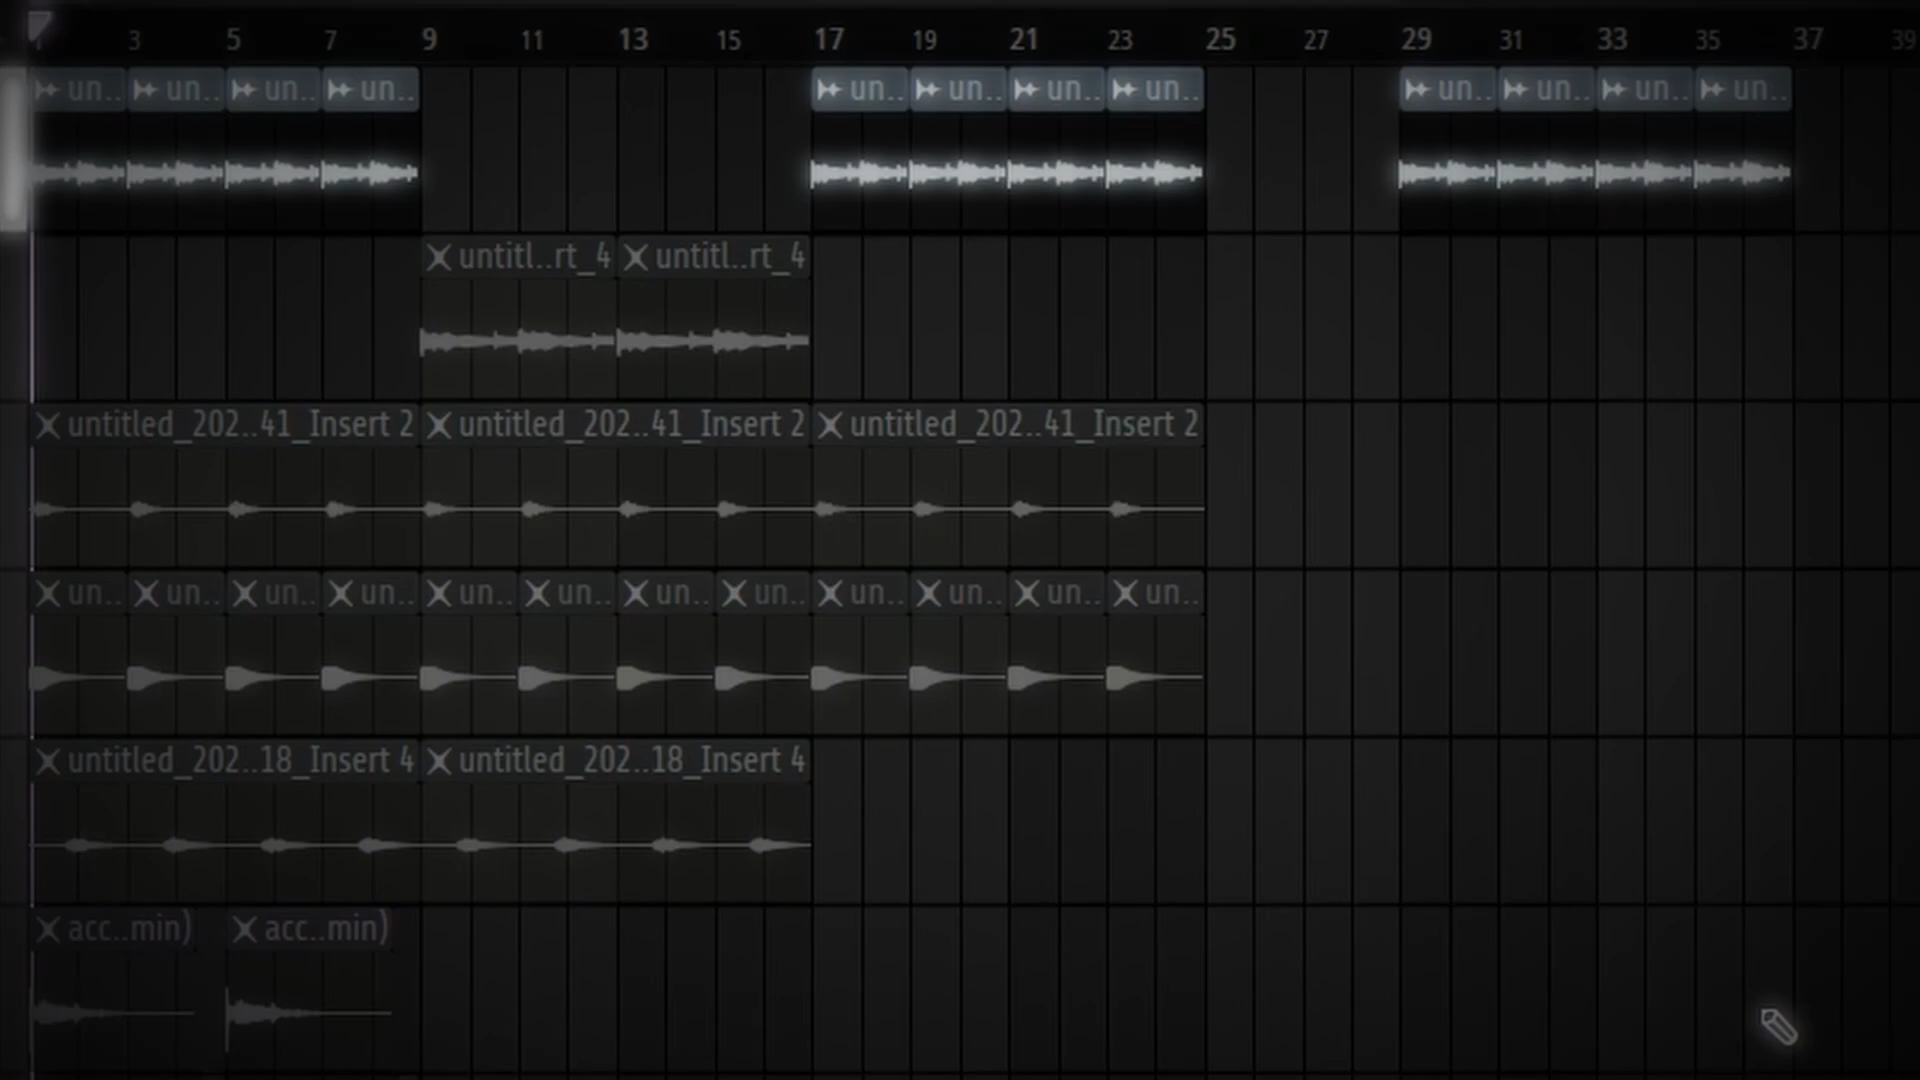 3 5 7 9 11 13 15 17 19 21 23 25 27 29 31 33 35 37 39
un.. un.. un.. un.. un.. un.. un.. un.. un.. un.. un.. un..
untitl..rt_4 untitl..rt_4
untitled_202..41_Insert 2 untitled_202..41_Insert 2 untitled_202..41_Insert 2
un.. un.. un.. un.. un.. un.. un.. un.. un.. un.. un.. un..
untitled_202..18_Insert 4 untitled_202..18_Insert 4
acc..min) acc..min)